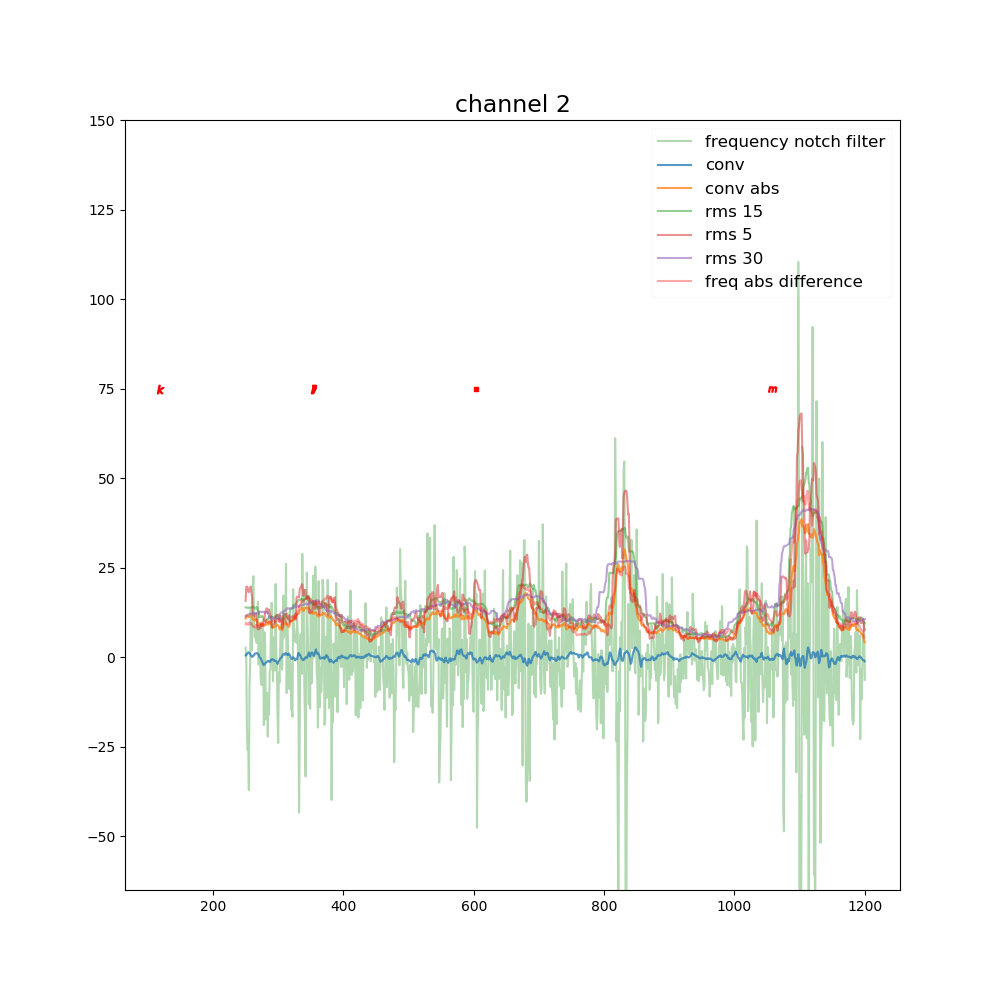 channel 2
150
125
100
75
50
25
0
−25
−50
frequency notch filter
conv
conv abs
rms 15
rms 5
rms 30
freq abs difference
k , . m
200 400 600 800 1000 1200